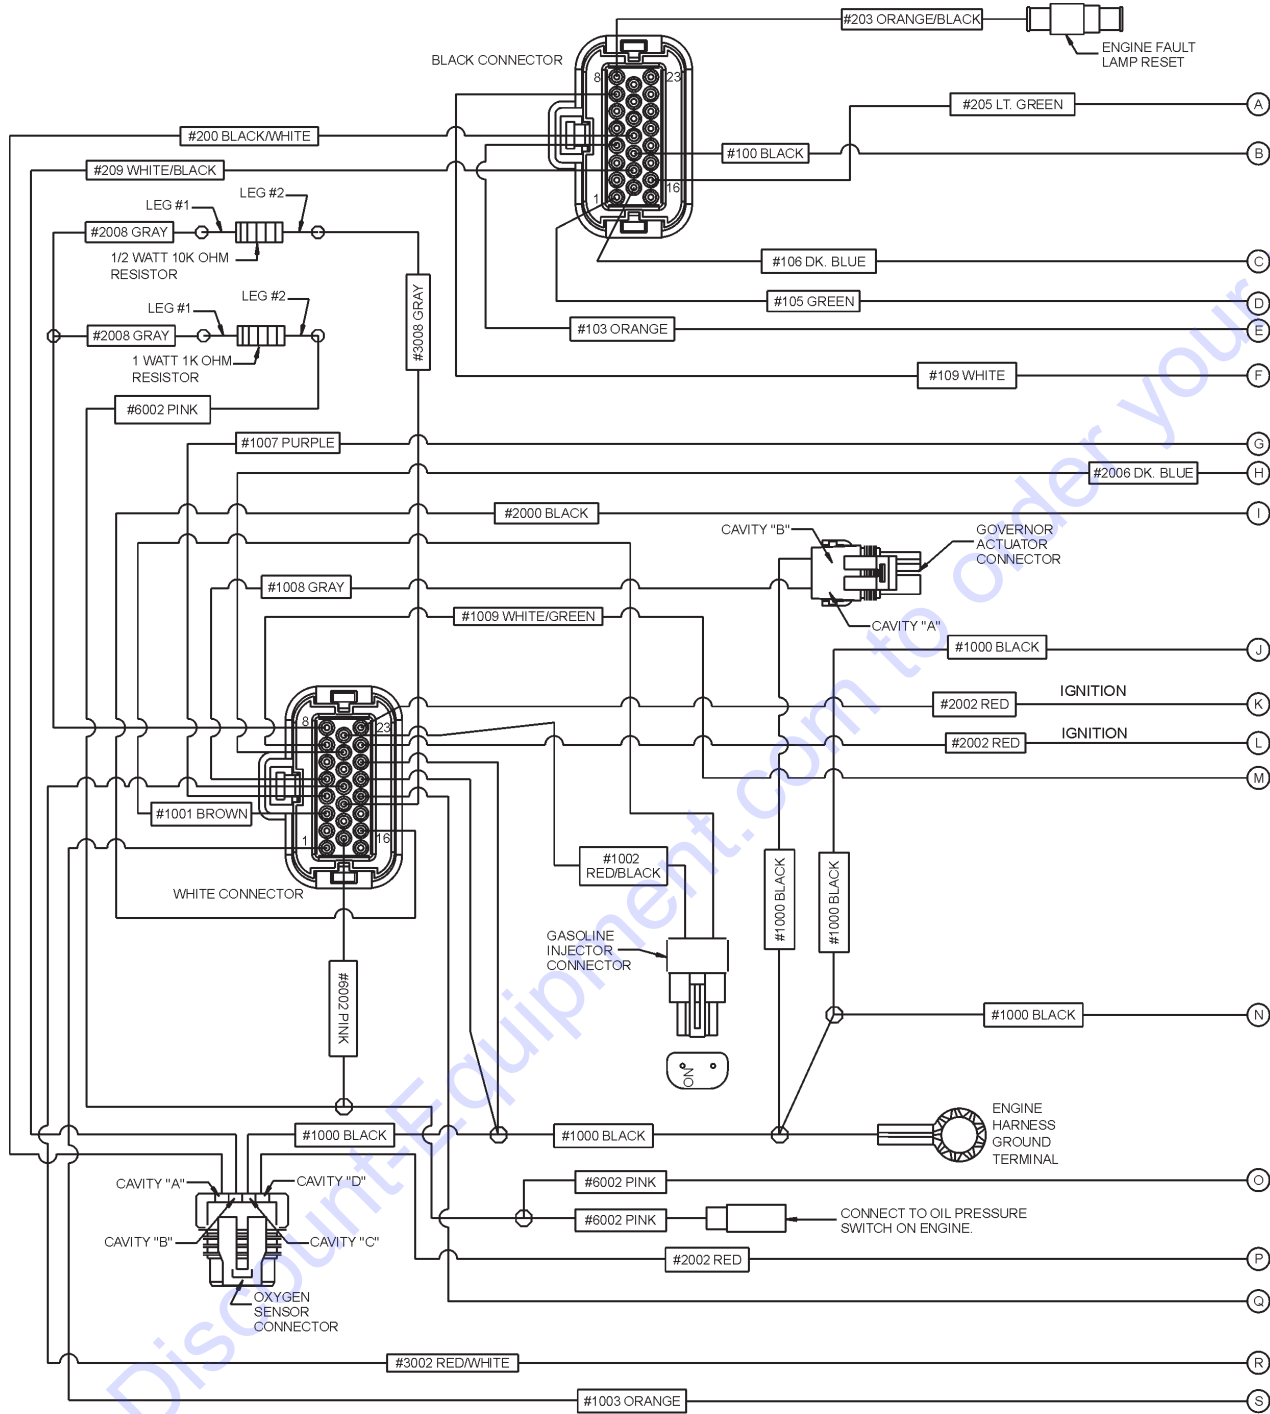 #203 ORANGE/BLACK
ENGINE FAULT
LAMP RESET
BLACK CONNECTOR
8
23
#205 LT. GREEN
A
#200 BLACK/WHITE
#100 BLACK
B
#209 WHITE/BLACK
1
16
LEG #1
LEG #2
#2008 GRAY
1/2 WATT 10K OHM
RESISTOR
#106 DK. BLUE
C
LEG #1
LEG #2
#105 GREEN
D
#2008 GRAY
#3008 GRAY
#103 ORANGE
E
1 WATT 1K OHM
RESISTOR
#109 WHITE
F
#6002 PINK
#1007 PURPLE
G
#2006 DK. BLUE
H
#2000 BLACK
I
CAVITY "B"
GOVERNOR
ACTUATOR
CONNECTOR
#1008 GRAY
#1009 WHITE/GREEN
CAVITY "A"
#1000 BLACK
J
#2002 RED
IGNITION
K
8
23
#2002 RED
IGNITION
L
M
#1001 BROWN
1
16
WHITE CONNECTOR
#1002
RED/BLACK
#1000 BLACK
#1000 BLACK
GASOLINE
INJECTOR
CONNECTOR
#6002 PINK
#1000 BLACK
N
NO
#1000 BLACK
#1000 BLACK
ENGINE
HARNESS
GROUND
TERMINAL
CAVITY "A"
CAVITY "D"
#6002 PINK
O
#6002 PINK
CONNECT TO OIL PRESSURE
SWITCH ON ENGINE.
CAVITY "B"
CAVITY "C"
#2002 RED
P
OXYGEN
SENSOR
CONNECTOR
Q
#3002 RED/WHITE
R
#1003 ORANGE
S
Discount-Equipment.com to order your